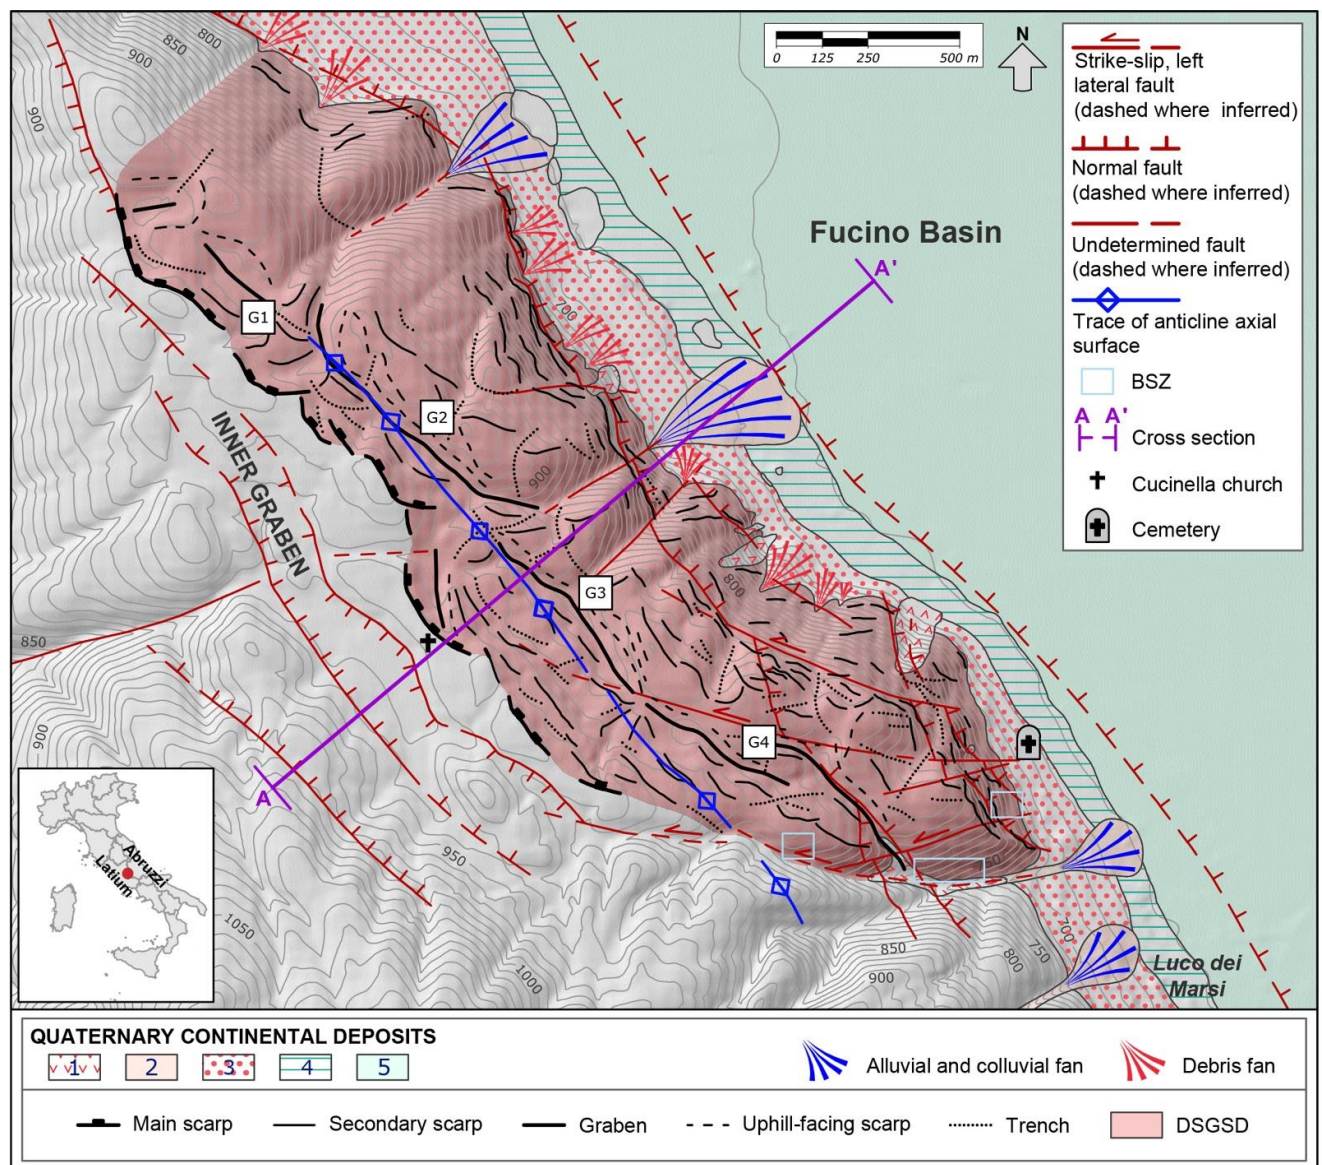 900
850
800
900
0 125 250 500 m
N
Strike-slip, left
lateral fault
(dashed where inferred)
Normal fault
(dashed where inferred)
Undetermined fault
(dashed where inferred)
Trace of anticline axial
surface
BSZ
A A'
Cross section
Cucinella church
Cemetery
Fucino Basin
A'
G1
700
G2
INNER GRABEN
900
G3
800
850
900
G4
A
950
1050
1000
850
900
800
750
700
Luco dei
Marsi
Abruzzi
Latium
QUATERNARY CONTINENTAL DEPOSITS
1 2 3 4 5
Alluvial and colluvial fan
Debris fan
Main scarp
Secondary scarp
Graben
Uphill-facing scarp
Trench
DSGSD